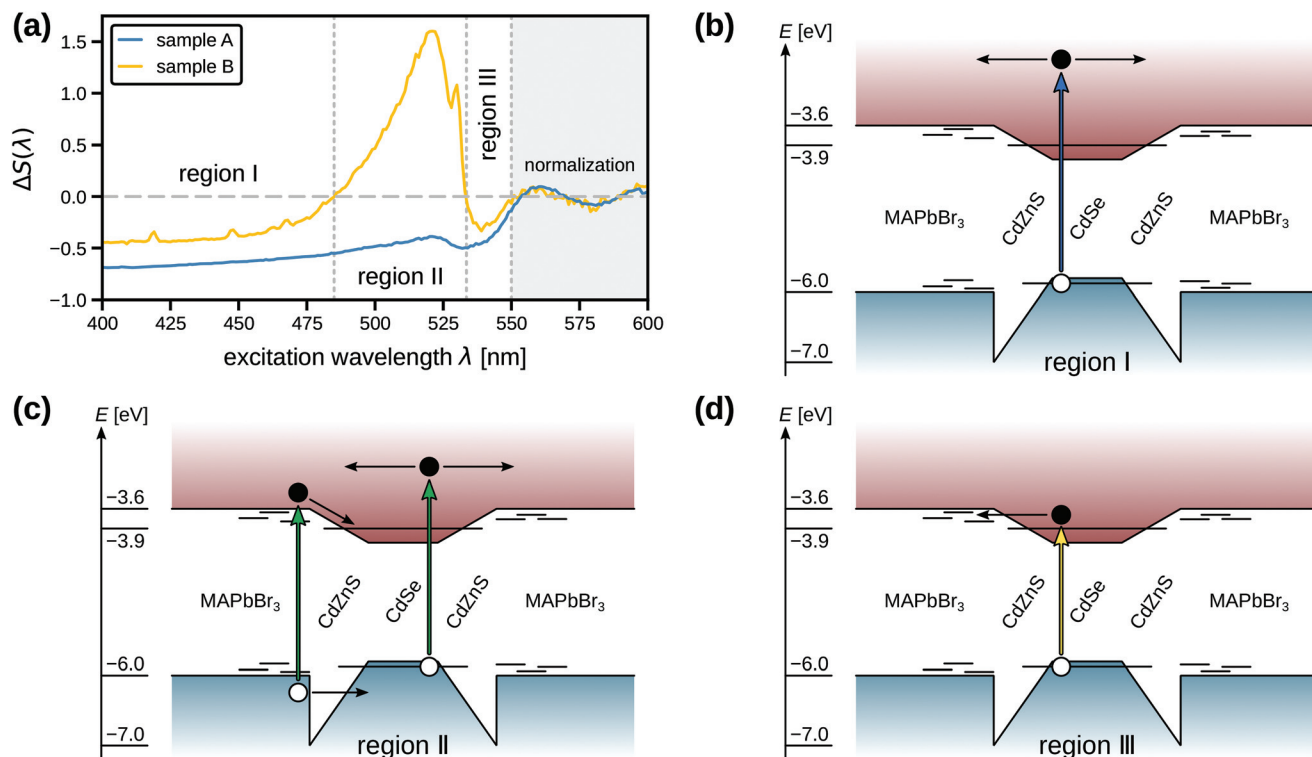 (a)
sample A
sample B
ΔS(λ)
1.5
1.0
0.5
0.0
−0.5
−1.0
region I
region II
region III
normalization
400
425
450
475
500
525
550
575
600
excitation wavelength λ [nm]
(b)
E [eV]
−3.6
−3.9
−6.0
−7.0
MAPbBr₃
CdZnS
CdSe
CdZnS
MAPbBr₃
region I
(c)
E [eV]
−3.6
−3.9
−6.0
−7.0
MAPbBr₃
CdZnS
CdSe
CdZnS
MAPbBr₃
region II
(d)
E [eV]
−3.6
−3.9
−6.0
−7.0
MAPbBr₃
CdZnS
CdSe
CdZnS
MAPbBr₃
region III